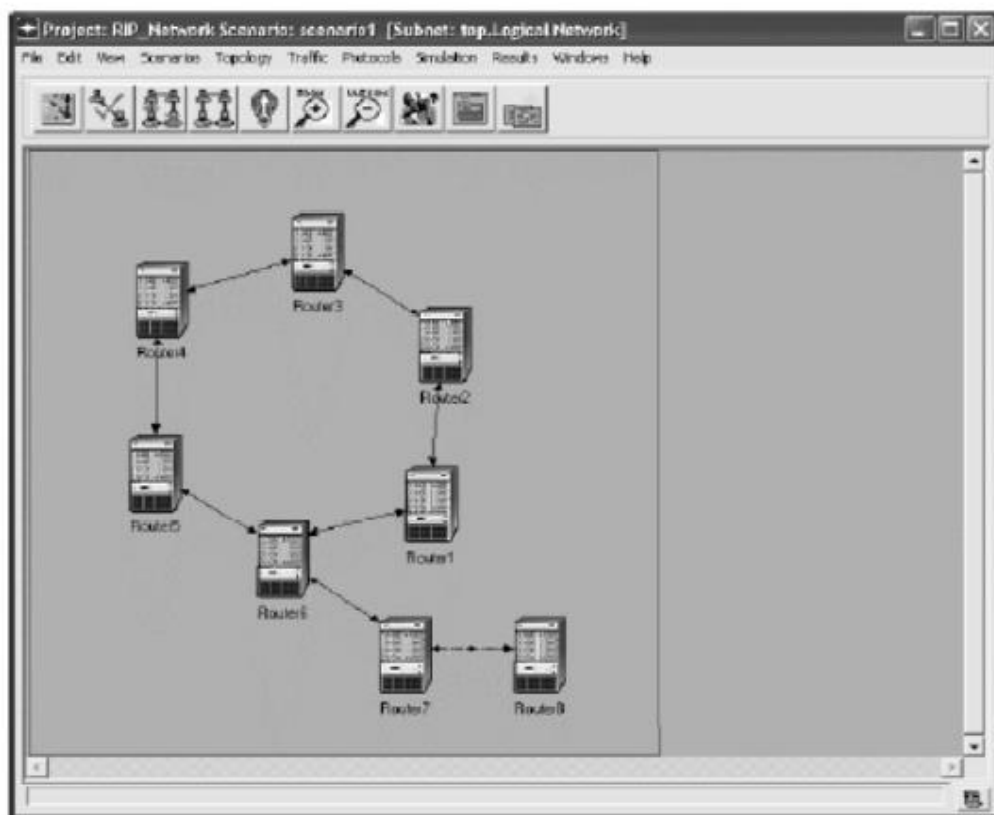 Project: RIP_Network Scenario: scenario1 [Subnet: top.Logical Network]
File Edit View Scenarios Topology Traffic Protocols Simulation Results Windows Help
Router3
Router4
Router2
Router5
Router1
Router6
Router7
Router8